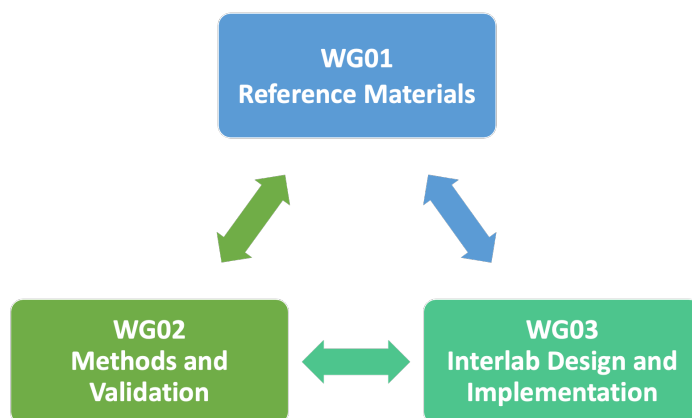 WG01
Reference Materials
WG02
Methods and
Validation
WG03
Interlab Design and
Implementation